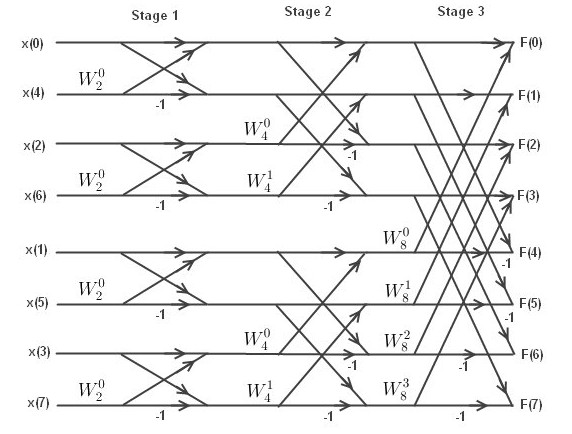 Stage 1 Stage 2 Stage 3
x(0) F(0)
W_2^0
x(4) -1 F(1)
W_4^0
x(2) -1 F(2)
W_2^0 W_4^1
x(6) -1 -1 F(3)
W_8^0
x(1) -1 F(4)
W_2^0 W_8^1
x(5) -1 -1 F(5)
W_4^0 W_8^2
x(3) -1 -1 F(6)
W_2^0 W_4^1 W_8^3
x(7) -1 -1 -1 F(7)